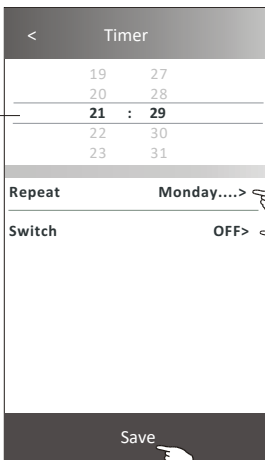 < Timer
19 27
20 28
21 : 29
22 30
23 31
Repeat Monday....>
Switch OFF>
Save